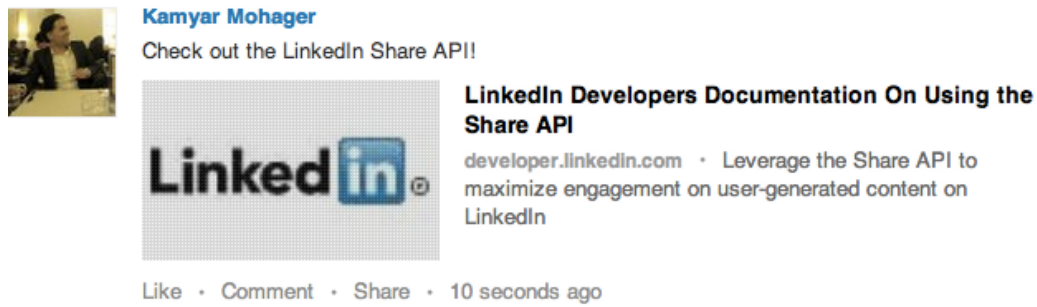 Kamyar Mohager
Check out the LinkedIn Share API!
LinkedIn Developers Documentation On Using the
Share API
Linked in ®
developer.linkedin.com • Leverage the Share API to
maximize engagement on user-generated content on
LinkedIn
Like • Comment • Share • 10 seconds ago